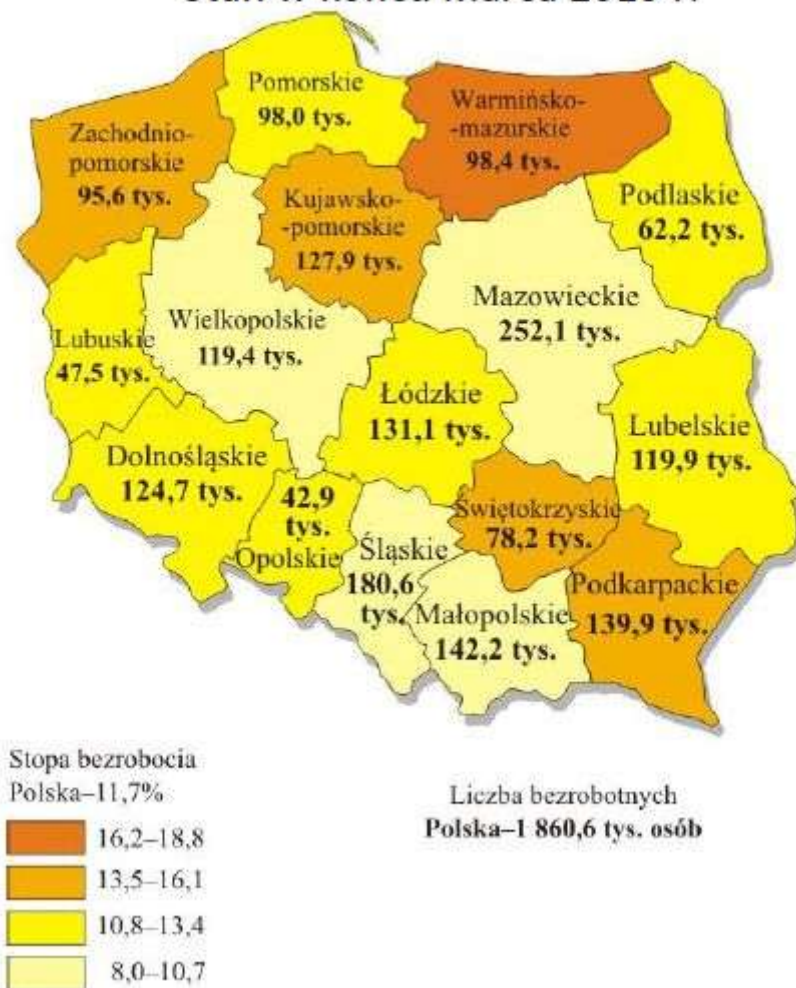 Pomorskie
98,0 tys.
Warmińsko-
-mazurskie
98,4 tys.
Zachodnio-
pomorskie
95,6 tys.
Kujawsko-
-pomorskie
127,9 tys.
Podlaskie
62,2 tys.
Mazowieckie
252,1 tys.
Wielkopolskie
119,4 tys.
Lubuskie
47,5 tys.
Łódzkie
131,1 tys.
Lubelskie
119,9 tys.
Dolnośląskie
124,7 tys.
42,9
tys.
Opolskie
Świętokrzyskie
78,2 tys.
Śląskie
180,6
tys.
Podkarpackie
139,9 tys.
Małopolskie
142,2 tys.
Stopa bezrobocia
Polska–11,7%
16,2–18,8
13,5–16,1
10,8–13,4
8,0–10,7
Liczba bezrobotnych
Polska–1 860,6 tys. osób